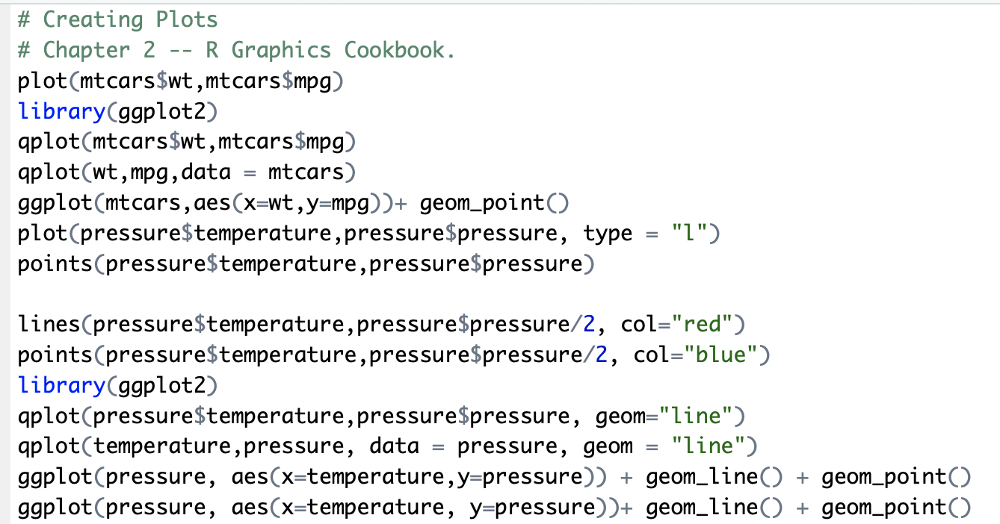 # Creating Plots
# Chapter 2 -- R Graphics Cookbook.
plot(mtcars$wt,mtcars$mpg)
library(ggplot2)
qplot(mtcars$wt,mtcars$mpg)
qplot(wt,mpg,data = mtcars)
ggplot(mtcars,aes(x=wt,y=mpg))+ geom_point()
plot(pressure$temperature,pressure$pressure, type = "l")
points(pressure$temperature,pressure$pressure)
lines(pressure$temperature,pressure$pressure/2, col="red")
points(pressure$temperature,pressure$pressure/2, col="blue")
library(ggplot2)
qplot(pressure$temperature,pressure$pressure, geom="line")
qplot(temperature,pressure, data = pressure, geom = "line")
ggplot(pressure, aes(x=temperature,y=pressure)) + geom_line() + geom_point()
ggplot(pressure, aes(x=temperature, y=pressure))+ geom_line() + geom_point()